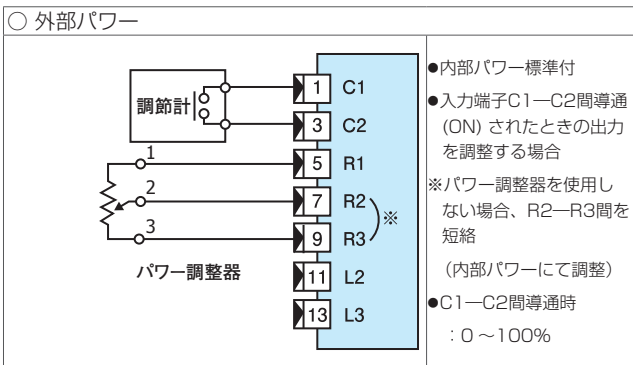 ○ 外部パワー
調節計
1 C1
3 C2
1
5 R1
2
7 R2
※
3
9 R3
パワー調整器
11 L2
13 L3
●内部パワー標準付
●入力端子C1―C2間導通
(ON) されたときの出力
を調整する場合
※パワー調整器を使用し
ない場合、R2―R3間を
短絡
(内部パワーにて調整)
●C1―C2間導通時
:0 ~100%